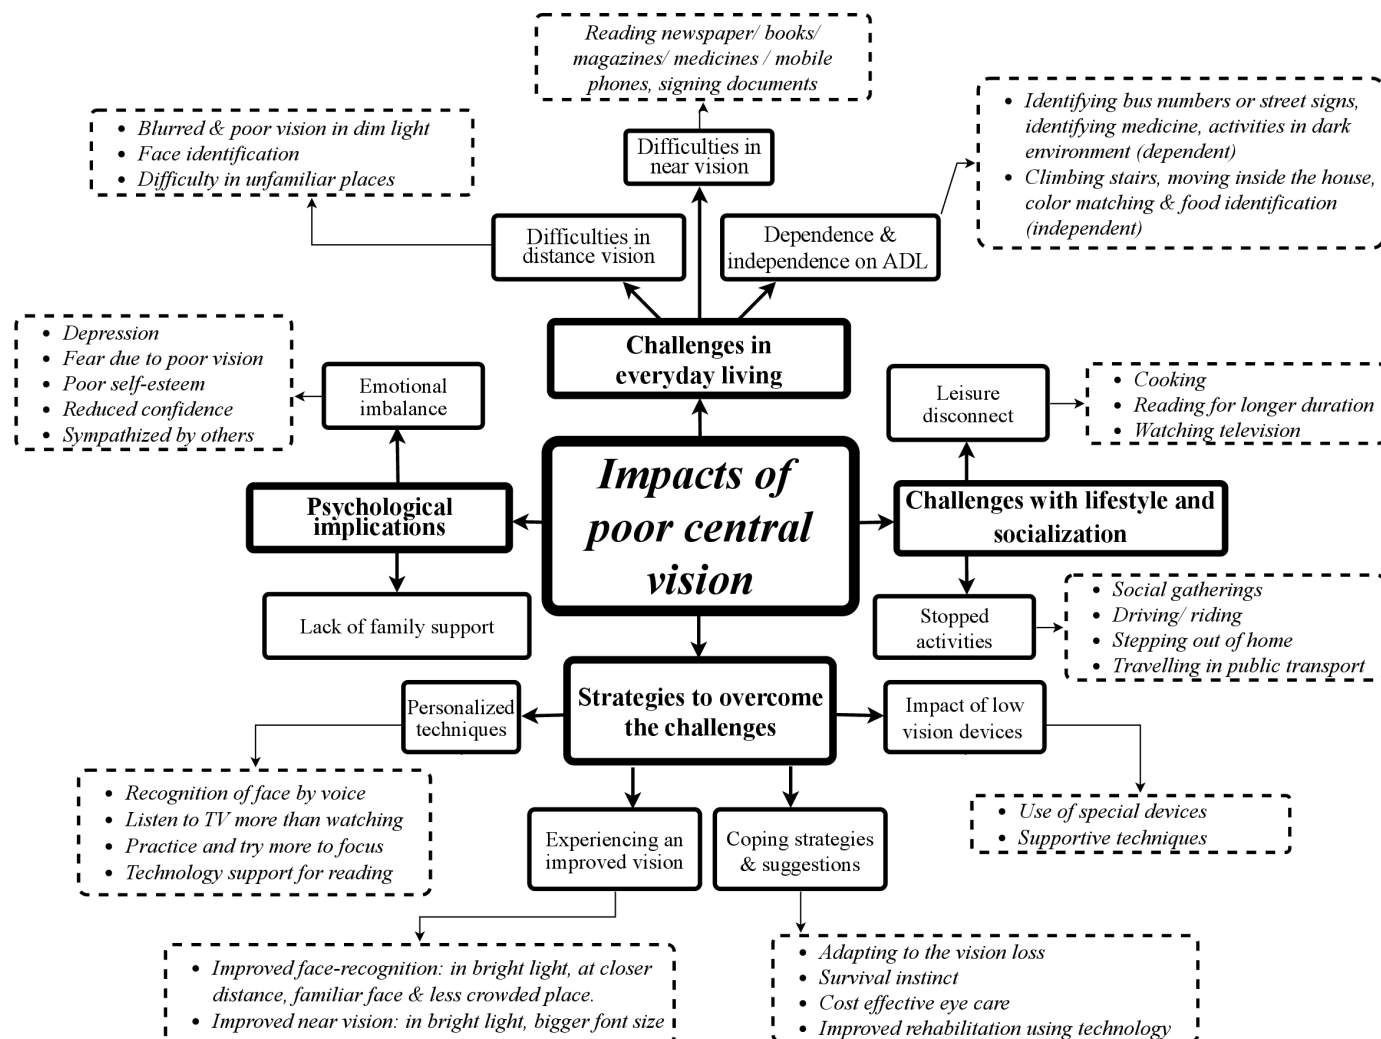 Reading newspaper/ books/
magazines/ medicines / mobile
phones, signing documents
• Identifying bus numbers or street signs,
identifying medicine, activities in dark
environment (dependent)
• Climbing stairs, moving inside the house,
color matching & food identification
(independent)
• Blurred & poor vision in dim light
• Face identification
• Difficulty in unfamiliar places
Difficulties in
near vision
Difficulties in
distance vision
Dependence &
independence on ADL
Challenges in
everyday living
• Depression
• Fear due to poor vision
• Poor self-esteem
• Reduced confidence
• Sympathized by others
Emotional
imbalance
Leisure
disconnect
• Cooking
• Reading for longer duration
• Watching television
Impacts of
poor central
vision
Psychological
implications
Challenges with lifestyle and
socialization
Lack of family support
Stopped
activities
• Social gatherings
• Driving/ riding
• Stepping out of home
• Travelling in public transport
Strategies to overcome
the challenges
Personalized
techniques
Impact of low
vision devices
• Recognition of face by voice
• Listen to TV more than watching
• Practice and try more to focus
• Technology support for reading
Experiencing an
improved vision
Coping strategies
& suggestions
• Use of special devices
• Supportive techniques
• Improved face-recognition: in bright light, at closer
distance, familiar face & less crowded place.
• Improved near vision: in bright light, bigger font size
• Adapting to the vision loss
• Survival instinct
• Cost effective eye care
• Improved rehabilitation using technology